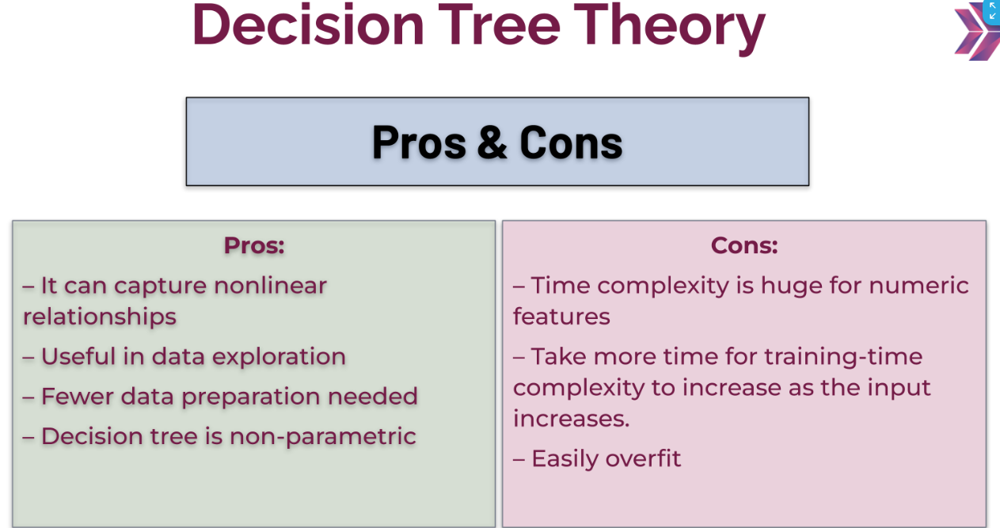 Decision Tree Theory
Pros & Cons
Pros:
– It can capture nonlinear
relationships
– Useful in data exploration
– Fewer data preparation needed
– Decision tree is non-parametric
Cons:
– Time complexity is huge for numeric
features
– Take more time for training-time
complexity to increase as the input
increases.
– Easily overfit